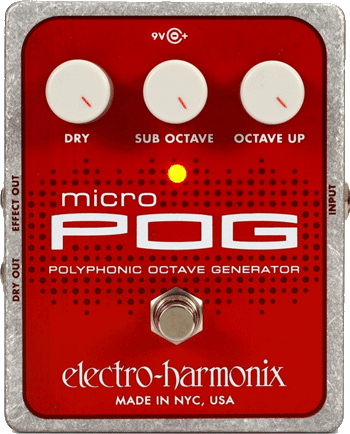 9V +
DRY
SUB OCTAVE
OCTAVE UP
EFFECT OUT
INPUT
micro
POG
DRY OUT
POLYPHONIC OCTAVE GENERATOR
electro-harmonix
MADE IN NYC, USA